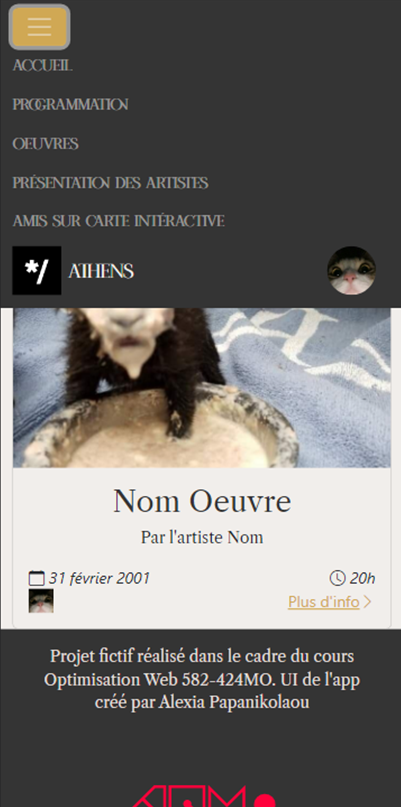 ACCUEIL
PROGRAMMATION
OEUVRES
PRÉSENTATION DES ARTISTES
AMIS SUR CARTE INTÉRACTIVE
*/ ATHENS
Nom Oeuvre
Par l'artiste Nom
31 février 2001 20h
Plus d'info
Projet fictif réalisé dans le cadre du cours
Optimisation Web 582-424MO. UI de l'app
créé par Alexia Papanikolaou